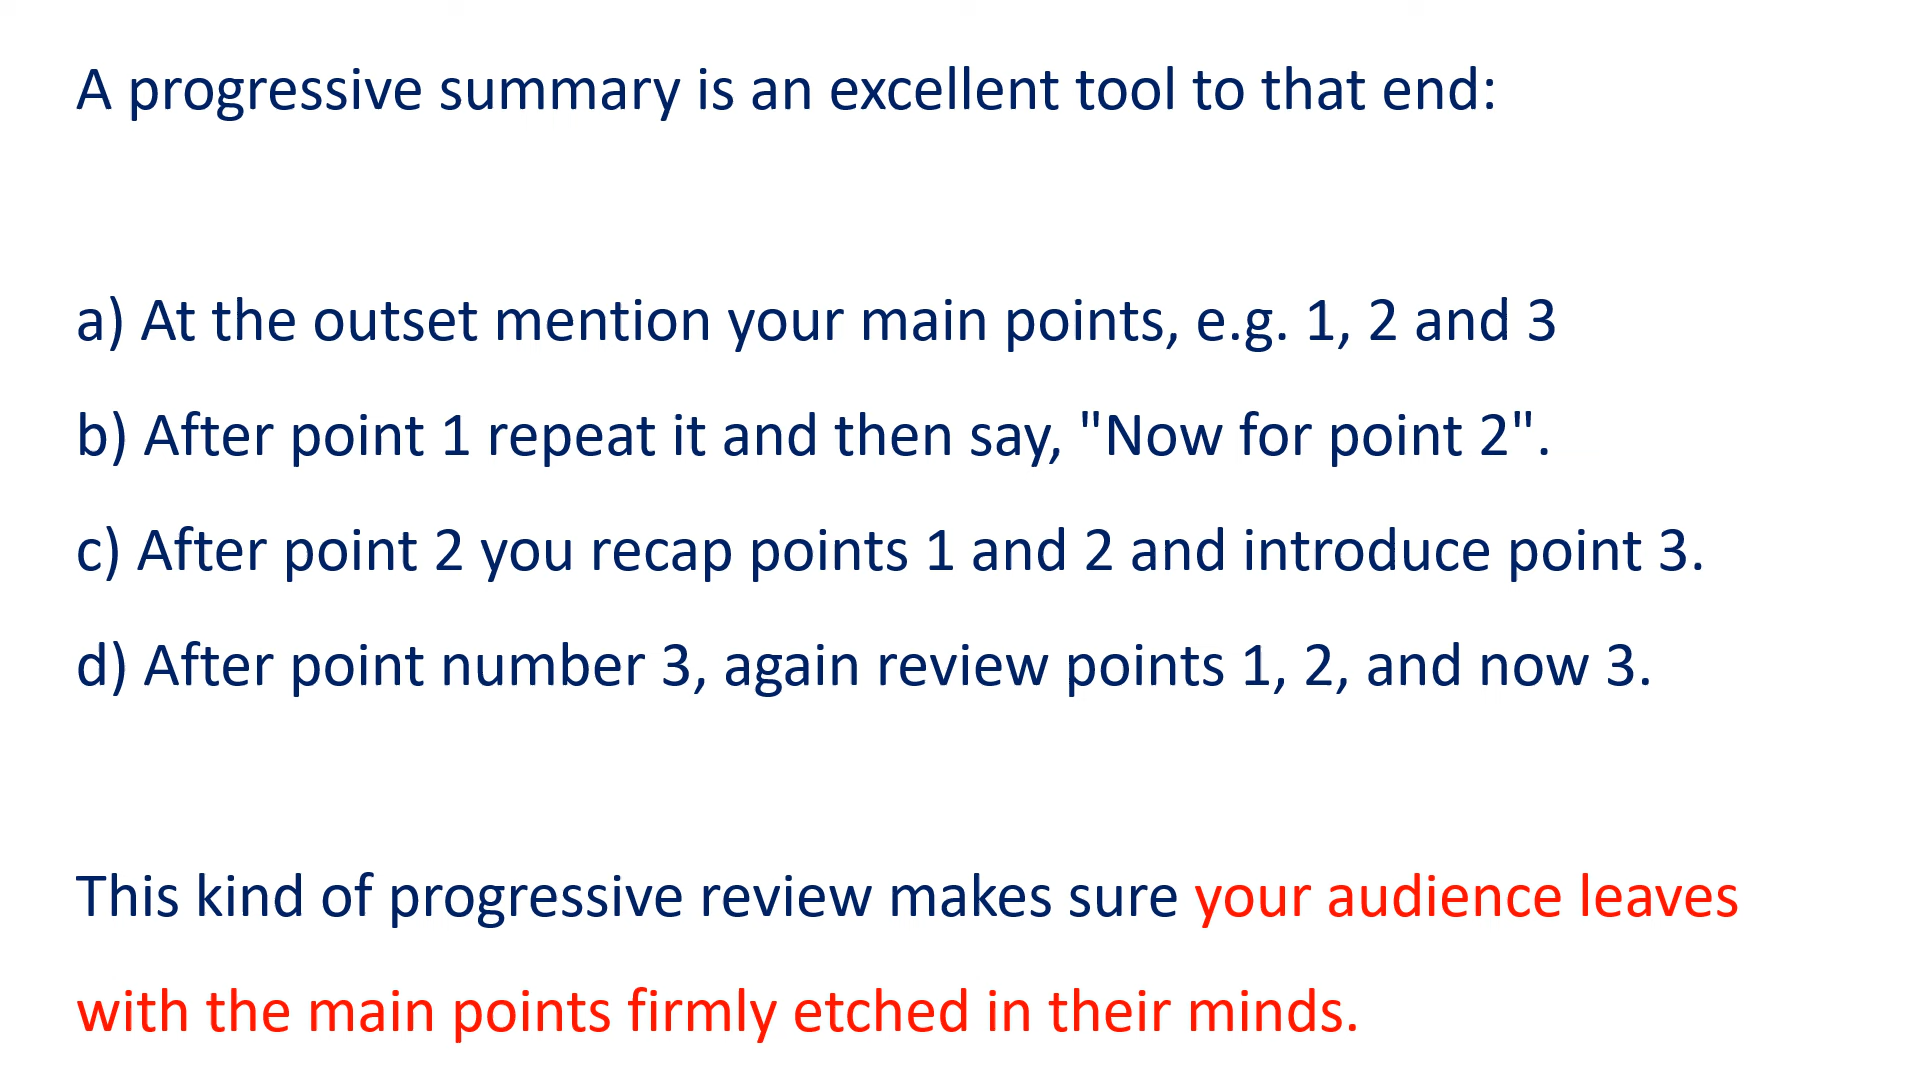 A progressive summary is an excellent tool to that end:
a) At the outset mention your main points, e.g. 1, 2 and 3
b) After point 1 repeat it and then say, "Now for point 2".
c) After point 2 you recap points 1 and 2 and introduce point 3.
d) After point number 3, again review points 1, 2, and now 3.
This kind of progressive review makes sure your audience leaves
with the main points firmly etched in their minds.